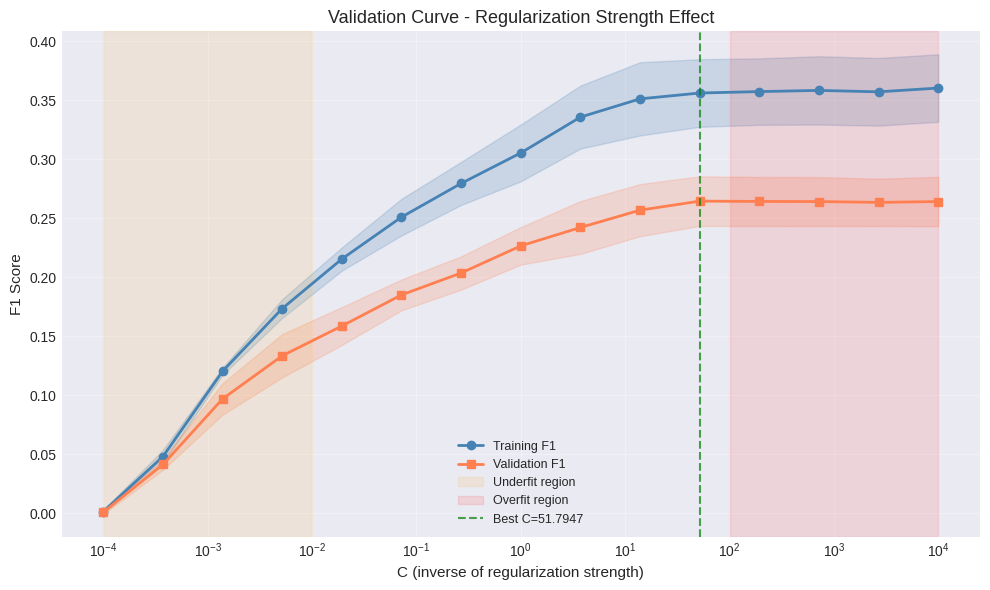 Validation Curve - Regularization Strength Effect
0.40
0.35
0.30
0.25
0.20
0.15
0.10
0.05
0.00
F1 Score
Training F1
Validation F1
Underfit region
Overfit region
Best C=51.7947
10⁻⁴ 10⁻³ 10⁻² 10⁻¹ 10⁰ 10¹ 10² 10³ 10⁴
C (inverse of regularization strength)